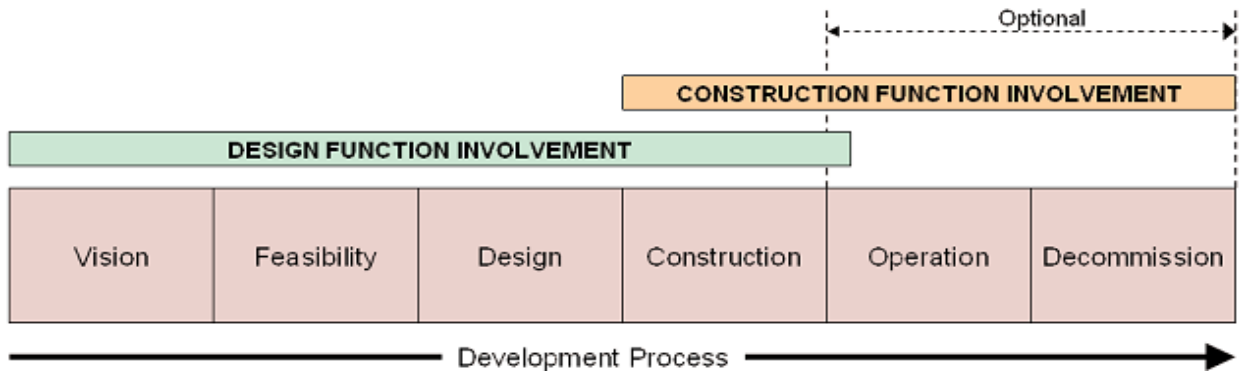 Optional
CONSTRUCTION FUNCTION INVOLVEMENT
DESIGN FUNCTION INVOLVEMENT
Vision
Feasibility
Design
Construction
Operation
Decommission
Development Process